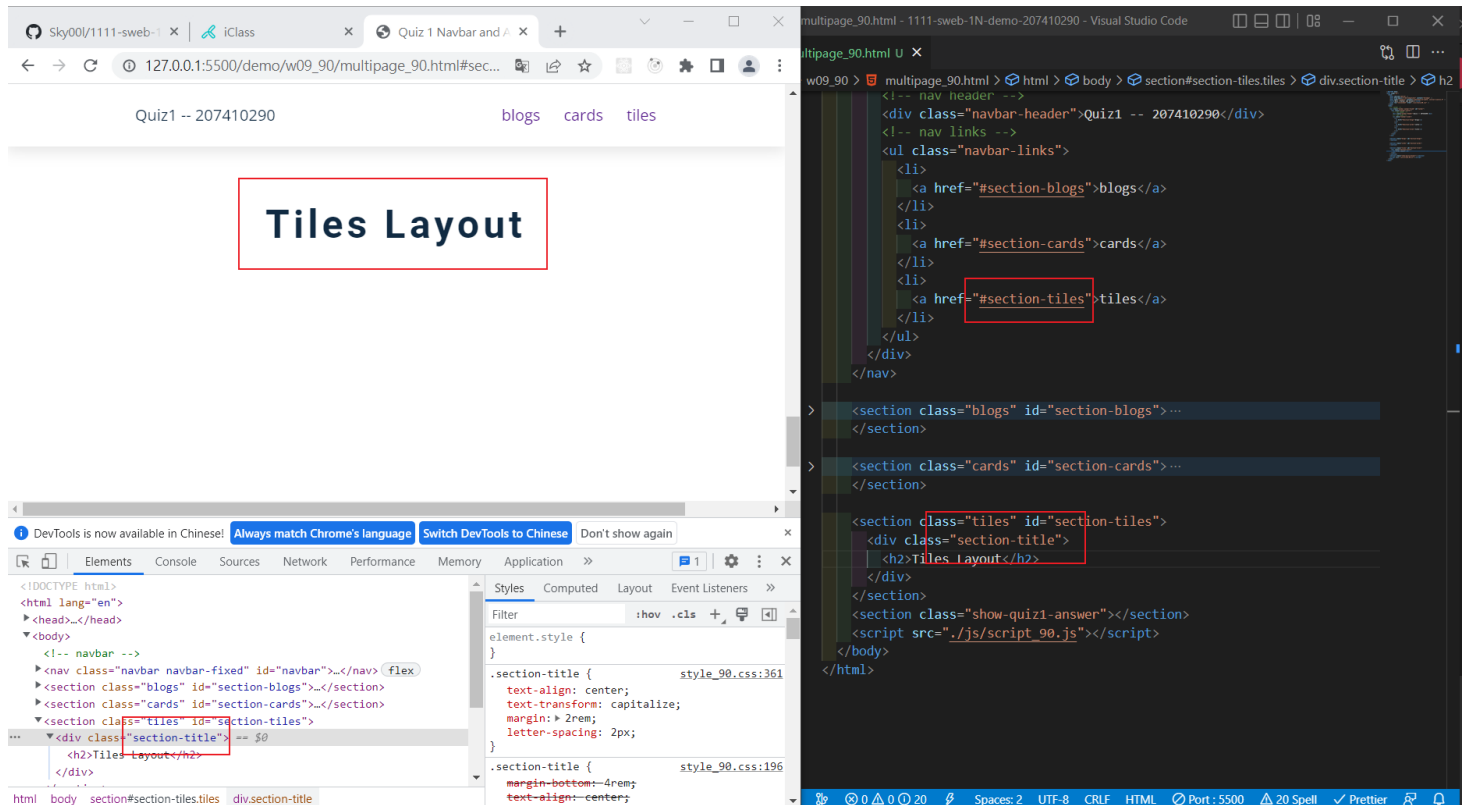 Sky00l/1111-sweb-1
iClass
Quiz 1 Navbar and A
127.0.0.1:5500/demo/w09_90/multipage_90.html#sec...
Quiz1 -- 207410290
blogs
cards
tiles
Tiles Layout
DevTools is now available in Chinese!
Always match Chrome's language
Switch DevTools to Chinese
Don't show again
Elements
Console
Sources
Network
Performance
Memory
Application
1
<!DOCTYPE html>
<html lang="en">
<head>…</head>
<body>
<!-- navbar -->
<nav class="navbar navbar-fixed" id="navbar">…</nav> flex
<section class="blogs" id="section-blogs">…</section>
<section class="cards" id="section-cards">…</section>
<section class="tiles" id="section-tiles">
<div class="section-title"> == $0
<h2>Tiles Layout</h2>
</div>
html body section#section-tiles.tiles div.section-title
Styles
Computed
Layout
Event Listeners
Filter
:hov .cls
element.style {
}
.section-title { style_90.css:361
text-align: center;
text-transform: capitalize;
margin: 2rem;
letter-spacing: 2px;
}
.section-title { style_90.css:196
margin-bottom: 4rem;
text-align: center;
multipage_90.html - 1111-sweb-1N-demo-207410290 - Visual Studio Code
multipage_90.html U
w09_90 > multipage_90.html > html > body > section#section-tiles.tiles > div.section-title > h2
<!-- nav header -->
<div class="navbar-header">Quiz1 -- 207410290</div>
<!-- nav links -->
<ul class="navbar-links">
<li>
<a href="#section-blogs">blogs</a>
</li>
<li>
<a href="#section-cards">cards</a>
</li>
<li>
<a href="#section-tiles">tiles</a>
</li>
</ul>
</div>
</nav>
<section class="blogs" id="section-blogs">…
</section>
<section class="cards" id="section-cards">…
</section>
<section class="tiles" id="section-tiles">
<div class="section-title">
<h2>Tiles Layout</h2>
</div>
</section>
<section class="show-quiz1-answer"></section>
<script src="./js/script_90.js"></script>
</body>
</html>
0 0 20
Spaces: 2
UTF-8
CRLF
HTML
Port : 5500
20 Spell
Prettier